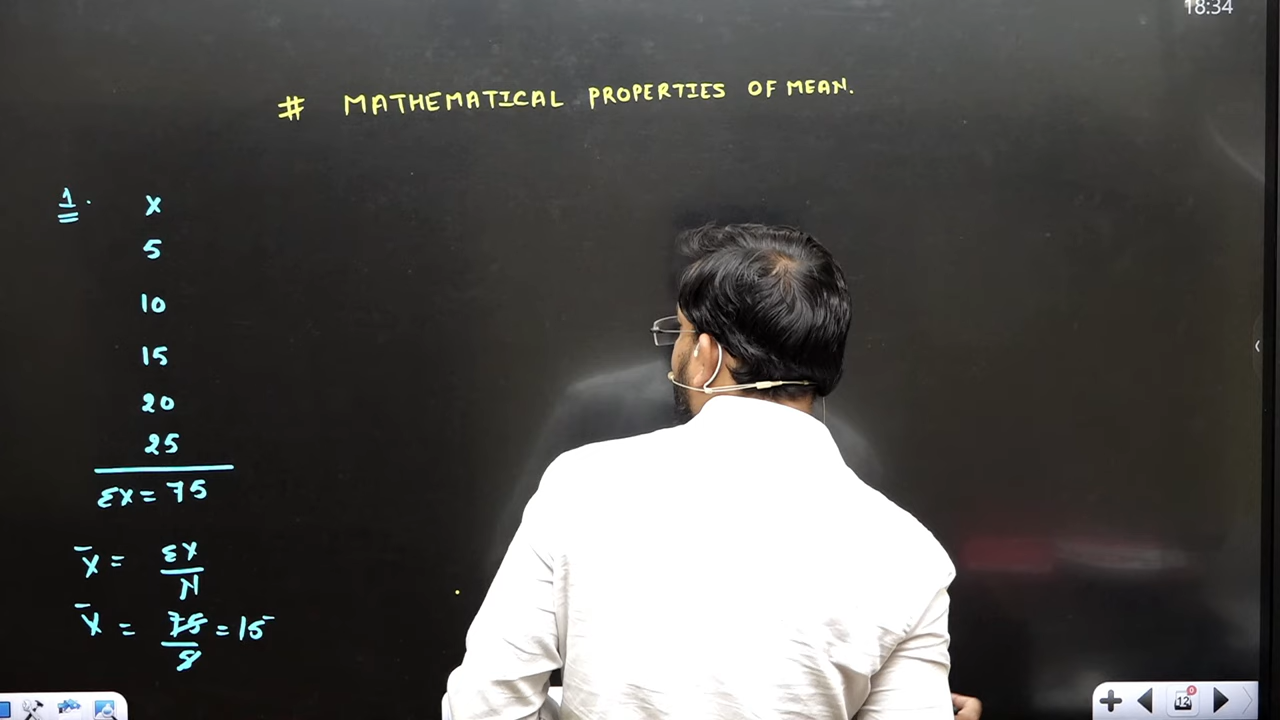 18:34
# MATHEMATICAL PROPERTIES OF MEAN.
1. X
5
10
15
20
25
ΣX = 75
X̄ = ΣX/N
X̄ = 75/5 = 15
12